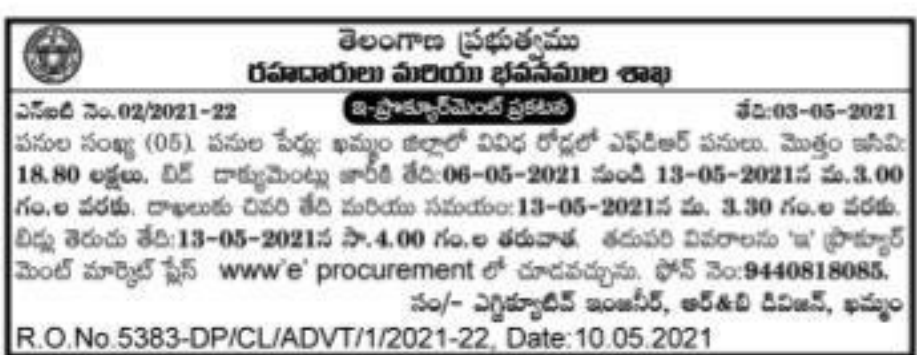 తెలంగాణ ప్రభుత్వము
రహదారులు మరియు భవనముల శాఖ
ఎన్ఐటి నెం.02/2021-22 ఇ-ప్రొక్యూర్‌మెంట్ ప్రకటన తేది:03-05-2021
పనుల సంఖ్య (05). పనుల పేర్లు: ఖమ్మం జిల్లాలో వివిధ రోడ్లలో ఎఫ్‌డిఆర్ పనులు. మొత్తం ఇసివి:
18.80 లక్షలు. బిడ్ డాక్యుమెంట్లు జారీకి తేది:06-05-2021 నుండి 13-05-2021న మ.3.00
గం.ల వరకు. దాఖలుకు చివరి తేది మరియు సమయం:13-05-2021న మ. 3.30 గం.ల వరకు.
బిడ్లు తెరుచు తేది:13-05-2021న సా.4.00 గం.ల తరువాత. తదుపరి వివరాలను 'ఇ' ప్రొక్యూర్
మెంట్ మార్కెట్ ప్లేస్ www'e' procurement లో చూడవచ్చును. ఫోన్ నెం:9440818085.
సం/- ఎగ్జిక్యూటివ్ ఇంజనీర్, ఆర్&బి డివిజన్, ఖమ్మం
R.O.No.5383-DP/CL/ADVT/1/2021-22, Date:10.05.2021